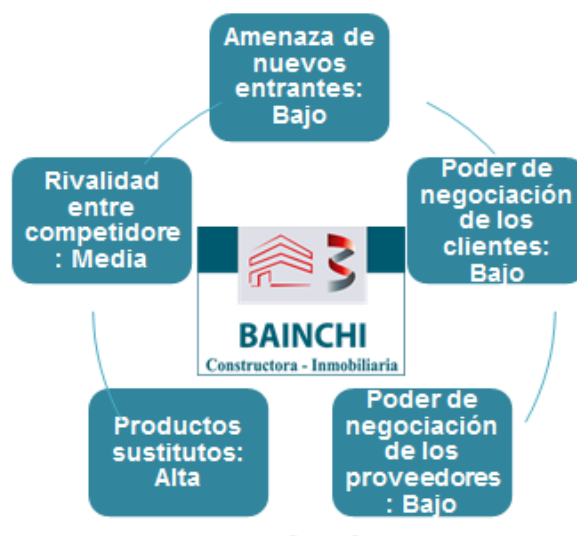 Amenaza de
nuevos
entrantes:
Bajo
Rivalidad
entre
competidore
: Media
Poder de
negociación
de los
clientes:
Bajo
BAINCHI
Constructora - Inmobiliaria
Productos
sustitutos:
Alta
Poder de
negociación
de los
proveedores
: Bajo